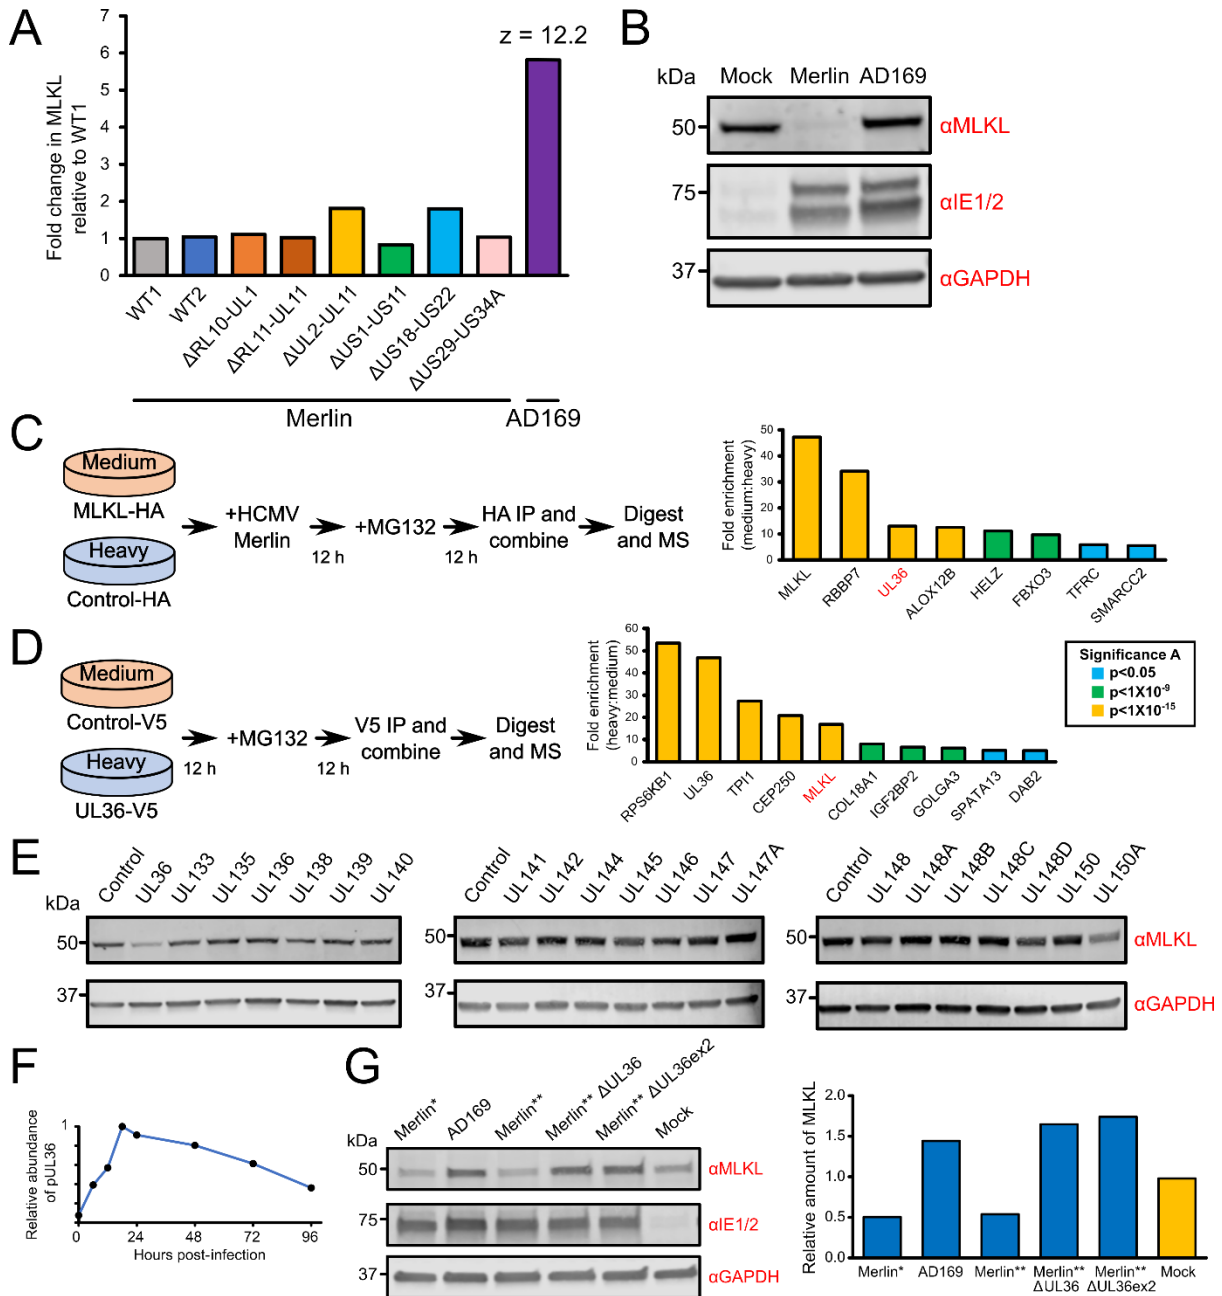 A
Fold change in MLKL
relative to WT1
7
6
5
4
3
2
1
0
z = 12.2
WT1
WT2
ΔRL10-UL1
ΔRL11-UL11
ΔUL2-UL11
ΔUS1-US11
ΔUS18-US22
ΔUS29-US34A
Merlin
AD169
B
kDa Mock Merlin AD169
50 αMLKL
75 αIE1/2
37 αGAPDH
C
Medium
MLKL-HA
Heavy
Control-HA
+HCMV
Merlin
12 h
+MG132
12 h
HA IP and
combine
Digest
and MS
Fold enrichment
(medium:heavy)
50
40
30
20
10
0
MLKL
RBBP7
UL36
ALOX12B
HELZ
FBXO3
TFRC
SMARCC2
D
Medium
Control-V5
Heavy
UL36-V5
12 h
+MG132
12 h
V5 IP and
combine
Digest
and MS
Fold enrichment
(heavy:medium)
60
50
40
30
20
10
0
RPS6KB1
UL36
TPI1
CEP250
MLKL
COL18A1
IGF2BP2
GOLGA3
SPATA13
DAB2
Significance A
p<0.05
p<1X10⁻⁹
p<1X10⁻¹⁵
E
kDa
Control
UL36
UL133
UL135
UL136
UL138
UL139
UL140
50
37
Control
UL141
UL142
UL144
UL145
UL146
UL147
UL147A
50
37
Control
UL148
UL148A
UL148B
UL148C
UL148D
UL150
UL150A
50 αMLKL
37 αGAPDH
F
Relative abundance
of pUL36
1
0 24 48 72 96
Hours post-infection
G
kDa
Merlin*
AD169
Merlin**
Merlin** ΔUL36
Merlin** ΔUL36ex2
Mock
50 αMLKL
75 αIE1/2
37 αGAPDH
Relative amount of MLKL
2.0
1.5
1.0
0.5
0.0
Merlin* AD169 Merlin** Merlin** Merlin** Mock
ΔUL36 ΔUL36ex2